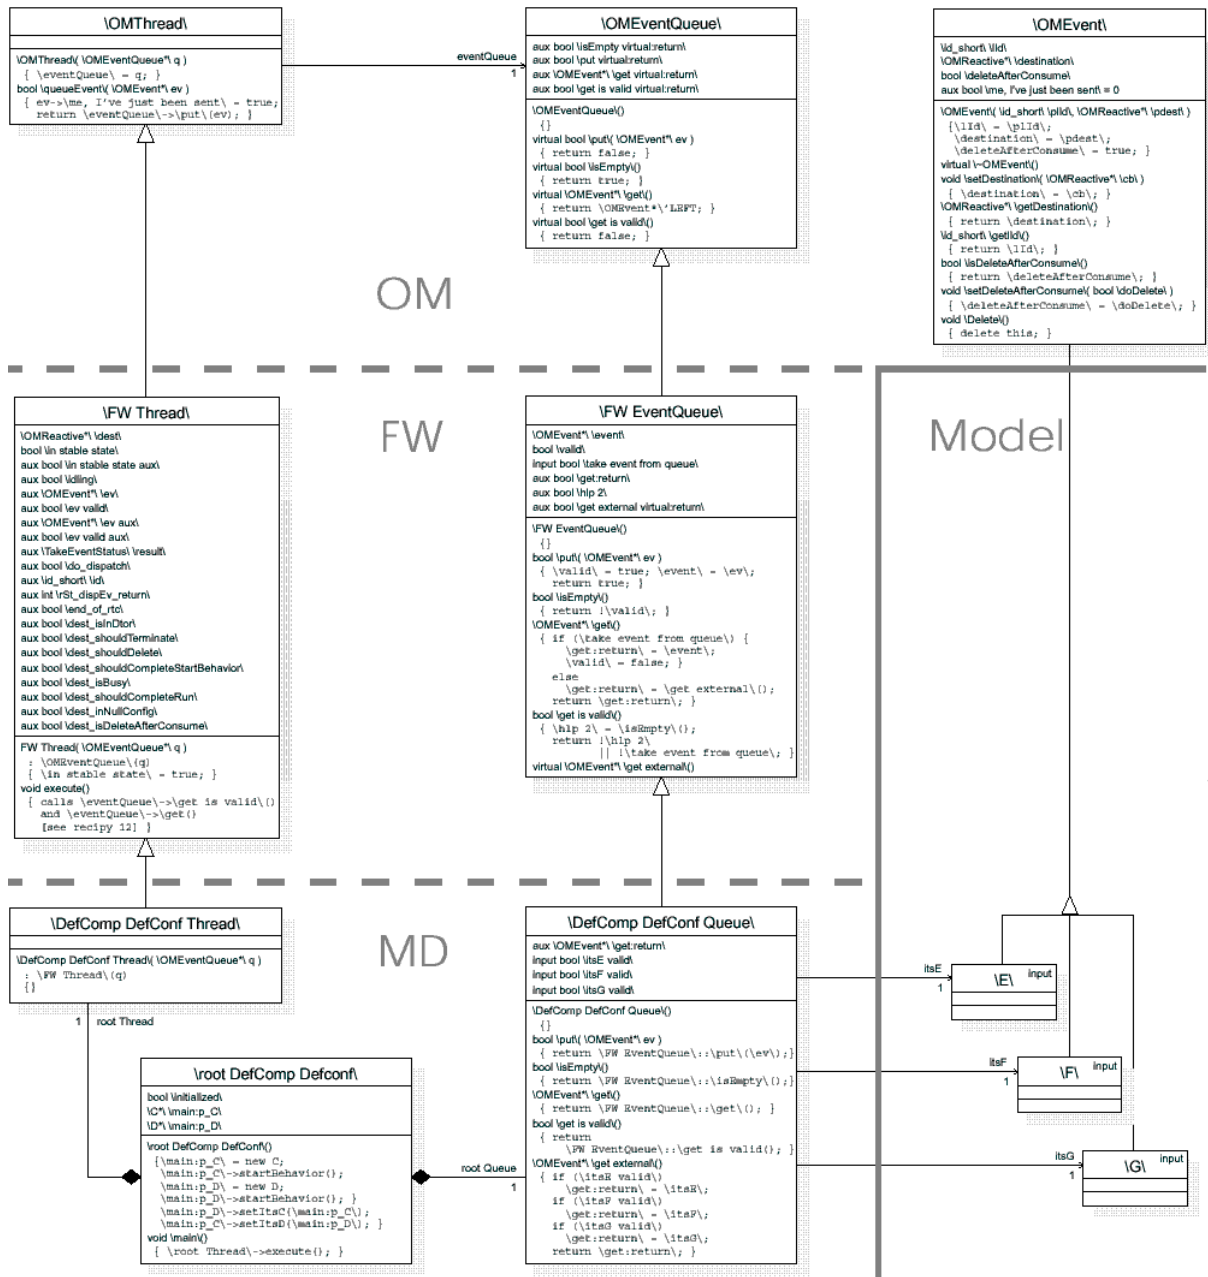 \OMThread\
\OMThread\( \OMEventQueue*\ q )
{ \eventQueue\ = q; }
bool \queueEvent\( \OMEvent*\ ev )
{ ev->\me, I've just been sent\ = true;
return \eventQueue\->\put\(ev); }
eventQueue
1
\OMEventQueue\
aux bool \isEmpty virtual:return\
aux bool \put virtual:return\
aux \OMEvent*\ \get virtual:return\
aux bool \get is valid virtual:return\
\OMEventQueue\()
{}
virtual bool \put\( \OMEvent*\ ev )
{ return false; }
virtual bool \isEmpty\()
{ return true; }
virtual \OMEvent*\ \get\()
{ return \OMEvent*\'LEFT; }
virtual bool \get is valid\()
{ return false; }
\OMEvent\
\id_short\ \lId\
\OMReactive*\ \destination\
bool \deleteAfterConsume\
aux bool \me, I've just been sent\ = 0
\OMEvent\( \id_short\ \plId\, \OMReactive*\ \pdest\ )
{\lId\ = \plId\;
\destination\ = \pdest\;
\deleteAfterConsume\ = true; }
virtual \~OMEvent\()
void \setDestination\( \OMReactive*\ \cb\ )
{ \destination\ = \cb\; }
\OMReactive*\ \getDestination\()
{ return \destination\; }
\id_short\ \getlId\()
{ return \lId\; }
bool \isDeleteAfterConsume\()
{ return \deleteAfterConsume\; }
void \setDeleteAfterConsume\( bool \doDelete\ )
{ \deleteAfterConsume\ = \doDelete\; }
void \Delete\()
{ delete this; }
OM
FW
Model
\FW Thread\
\OMReactive*\ \dest\
bool \in stable state\
aux bool \in stable state aux\
aux bool \idling\
aux \OMEvent*\ \ev\
aux bool \ev valid\
aux \OMEvent*\ \ev aux\
aux bool \ev valid aux\
aux \TakeEventStatus\ \result\
aux bool \do_dispatch\
aux \id_short\ \id\
aux int \rSt_dispEv_return\
aux bool \end_of_rtc\
aux bool \dest_isInDtor\
aux bool \dest_shouldTerminate\
aux bool \dest_shouldDelete\
aux bool \dest_shouldCompleteStartBehavior\
aux bool \dest_isBusy\
aux bool \dest_shouldCompleteRun\
aux bool \dest_inNullConfig\
aux bool \dest_isDeleteAfterConsume\
FW Thread( \OMEventQueue*\ q )
: \OMEventQueue\(q)
{ \in stable state\ = true; }
void execute()
{ calls \eventQueue\->\get is valid\()
and \eventQueue\->\get()
[see recipy 12] }
\FW EventQueue\
\OMEvent*\ \event\
bool \valid\
input bool \take event from queue\
aux bool \get:return\
aux bool \hlp 2\
aux bool \get external virtual:return\
\FW EventQueue\()
{}
bool \put\( \OMEvent*\ ev )
{ \valid\ = true; \event\ = \ev\;
return true; }
bool \isEmpty\()
{ return !\valid\; }
\OMEvent*\ \get\()
{ if (\take event from queue\) {
\get:return\ = \event\;
\valid\ = false; }
else
\get:return\ = \get external\();
return \get:return\; }
bool \get is valid\()
{ \hlp 2\ = \isEmpty\();
return !\hlp 2\
|| !\take event from queue\; }
virtual \OMEvent*\ \get external\()
MD
\DefComp DefConf Thread\
\DefComp DefConf Thread\( \OMEventQueue*\ q )
: \FW Thread\(q)
{}
1
root Thread
\root DefComp Defconf\
bool \initialized\
\C*\ \main:p_C\
\D*\ \main:p_D\
\root DefComp DefConf\()
{\main:p_C\ = new C;
\main:p_C\->startBehavior();
\main:p_D\ = new D;
\main:p_D\->startBehavior(); }
\main:p_D\->setItsC(\main:p_C\);
\main:p_C\->setItsD(\main:p_D\); }
void \main\()
{ \root Thread\->execute(); }
root Queue
1
\DefComp DefConf Queue\
aux \OMEvent*\ \get:return\
input bool \itsE valid\
input bool \itsF valid\
input bool \itsG valid\
\DefComp DefConf Queue\()
{}
bool \put\( \OMEvent*\ ev )
{ return \FW EventQueue\::\put\(\ev\);}
bool \isEmpty\()
{ return \FW EventQueue\::\isEmpty\();}
\OMEvent*\ \get\()
{ return \FW EventQueue\::\get\(); }
bool \get is valid\()
{ return
\FW EventQueue\::\get is valid(); }
\OMEvent*\ \get external\()
{ if (\itsE valid\)
\get:return\ = \itsE\;
if (\itsF valid\)
\get:return\ = \itsF\;
if (\itsG valid\)
\get:return\ = \itsG\;
return \get:return\; }
itsE
1
\E\ input
itsF
1
\F\ input
itsG
1
\G\ input